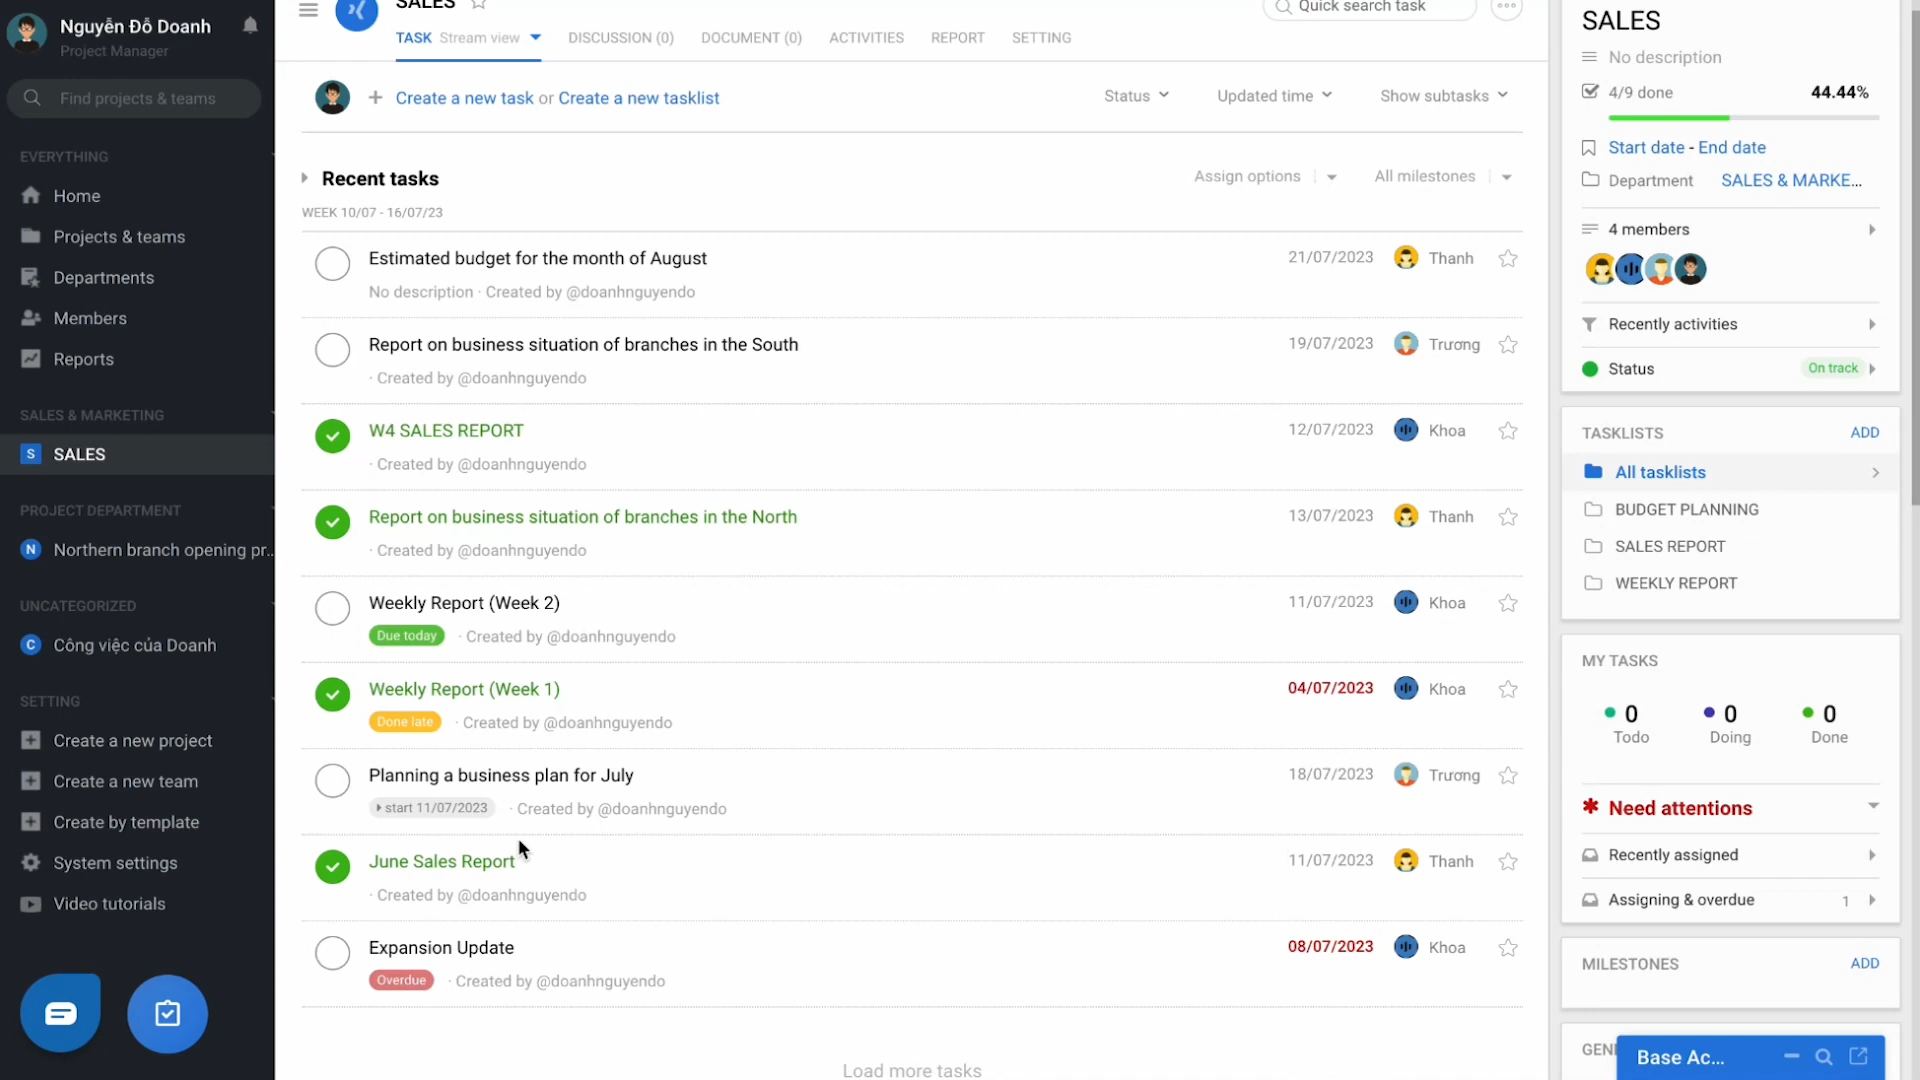 Nguyễn Đỗ Doanh
Project Manager
Find projects & teams
EVERYTHING
Home
Projects & teams
Departments
Members
Reports
SALES & MARKETING
S SALES
PROJECT DEPARTMENT
N Northern branch opening pr...
UNCATEGORIZED
C Công việc của Doanh
SETTING
Create a new project
Create a new team
Create by template
System settings
Video tutorials
SALES
Quick search task
TASK Stream view DISCUSSION (0) DOCUMENT (0) ACTIVITIES REPORT SETTING
+ Create a new task or Create a new tasklist
Status Updated time Show subtasks
Recent tasks
Assign options All milestones
WEEK 10/07 - 16/07/23
Estimated budget for the month of August 21/07/2023 Thanh
No description · Created by @doanhnguyendo
Report on business situation of branches in the South 19/07/2023 Trương
· Created by @doanhnguyendo
W4 SALES REPORT 12/07/2023 Khoa
· Created by @doanhnguyendo
Report on business situation of branches in the North 13/07/2023 Thanh
· Created by @doanhnguyendo
Weekly Report (Week 2) 11/07/2023 Khoa
Due today · Created by @doanhnguyendo
Weekly Report (Week 1) 04/07/2023 Khoa
Done late · Created by @doanhnguyendo
Planning a business plan for July 18/07/2023 Trương
start 11/07/2023 · Created by @doanhnguyendo
June Sales Report 11/07/2023 Thanh
· Created by @doanhnguyendo
Expansion Update 08/07/2023 Khoa
Overdue · Created by @doanhnguyendo
Load more tasks
SALES
No description
4/9 done 44.44%
Start date - End date
Department SALES & MARKE...
4 members
Recently activities
Status On track
TASKLISTS ADD
All tasklists
BUDGET PLANNING
SALES REPORT
WEEKLY REPORT
MY TASKS
0 0 0
Todo Doing Done
Need attentions
Recently assigned
Assigning & overdue 1
MILESTONES ADD
Base Ac...